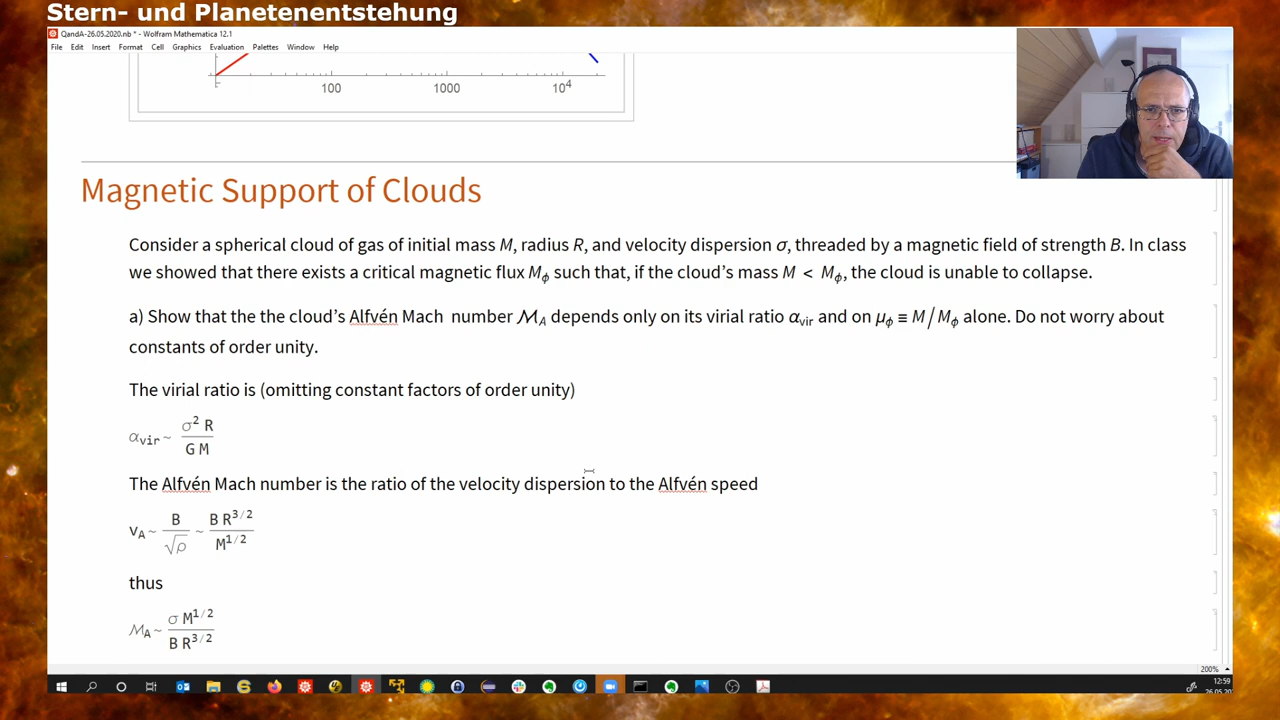 Stern- und Planetenentstehung
QandA-26.05.2020.nb * - Wolfram Mathematica 12.1
File Edit Insert Format Cell Graphics Evaluation Palettes Window Help
100 1000 10^4
Magnetic Support of Clouds
Consider a spherical cloud of gas of initial mass M, radius R, and velocity dispersion σ, threaded by a magnetic field of strength B. In class
we showed that there exists a critical magnetic flux M_ϕ such that, if the cloud's mass M < M_ϕ, the cloud is unable to collapse.
a) Show that the the cloud's Alfvén Mach number ℳ_A depends only on its virial ratio α_vir and on μ_ϕ ≡ M/M_ϕ alone. Do not worry about
constants of order unity.
The virial ratio is (omitting constant factors of order unity)
α_vir ~ σ² R / G M
The Alfvén Mach number is the ratio of the velocity dispersion to the Alfvén speed
v_A ~ B / √ρ ~ B R^3/2 / M^1/2
thus
ℳ_A ~ σ M^1/2 / B R^3/2
200%
12:59
26.05.20